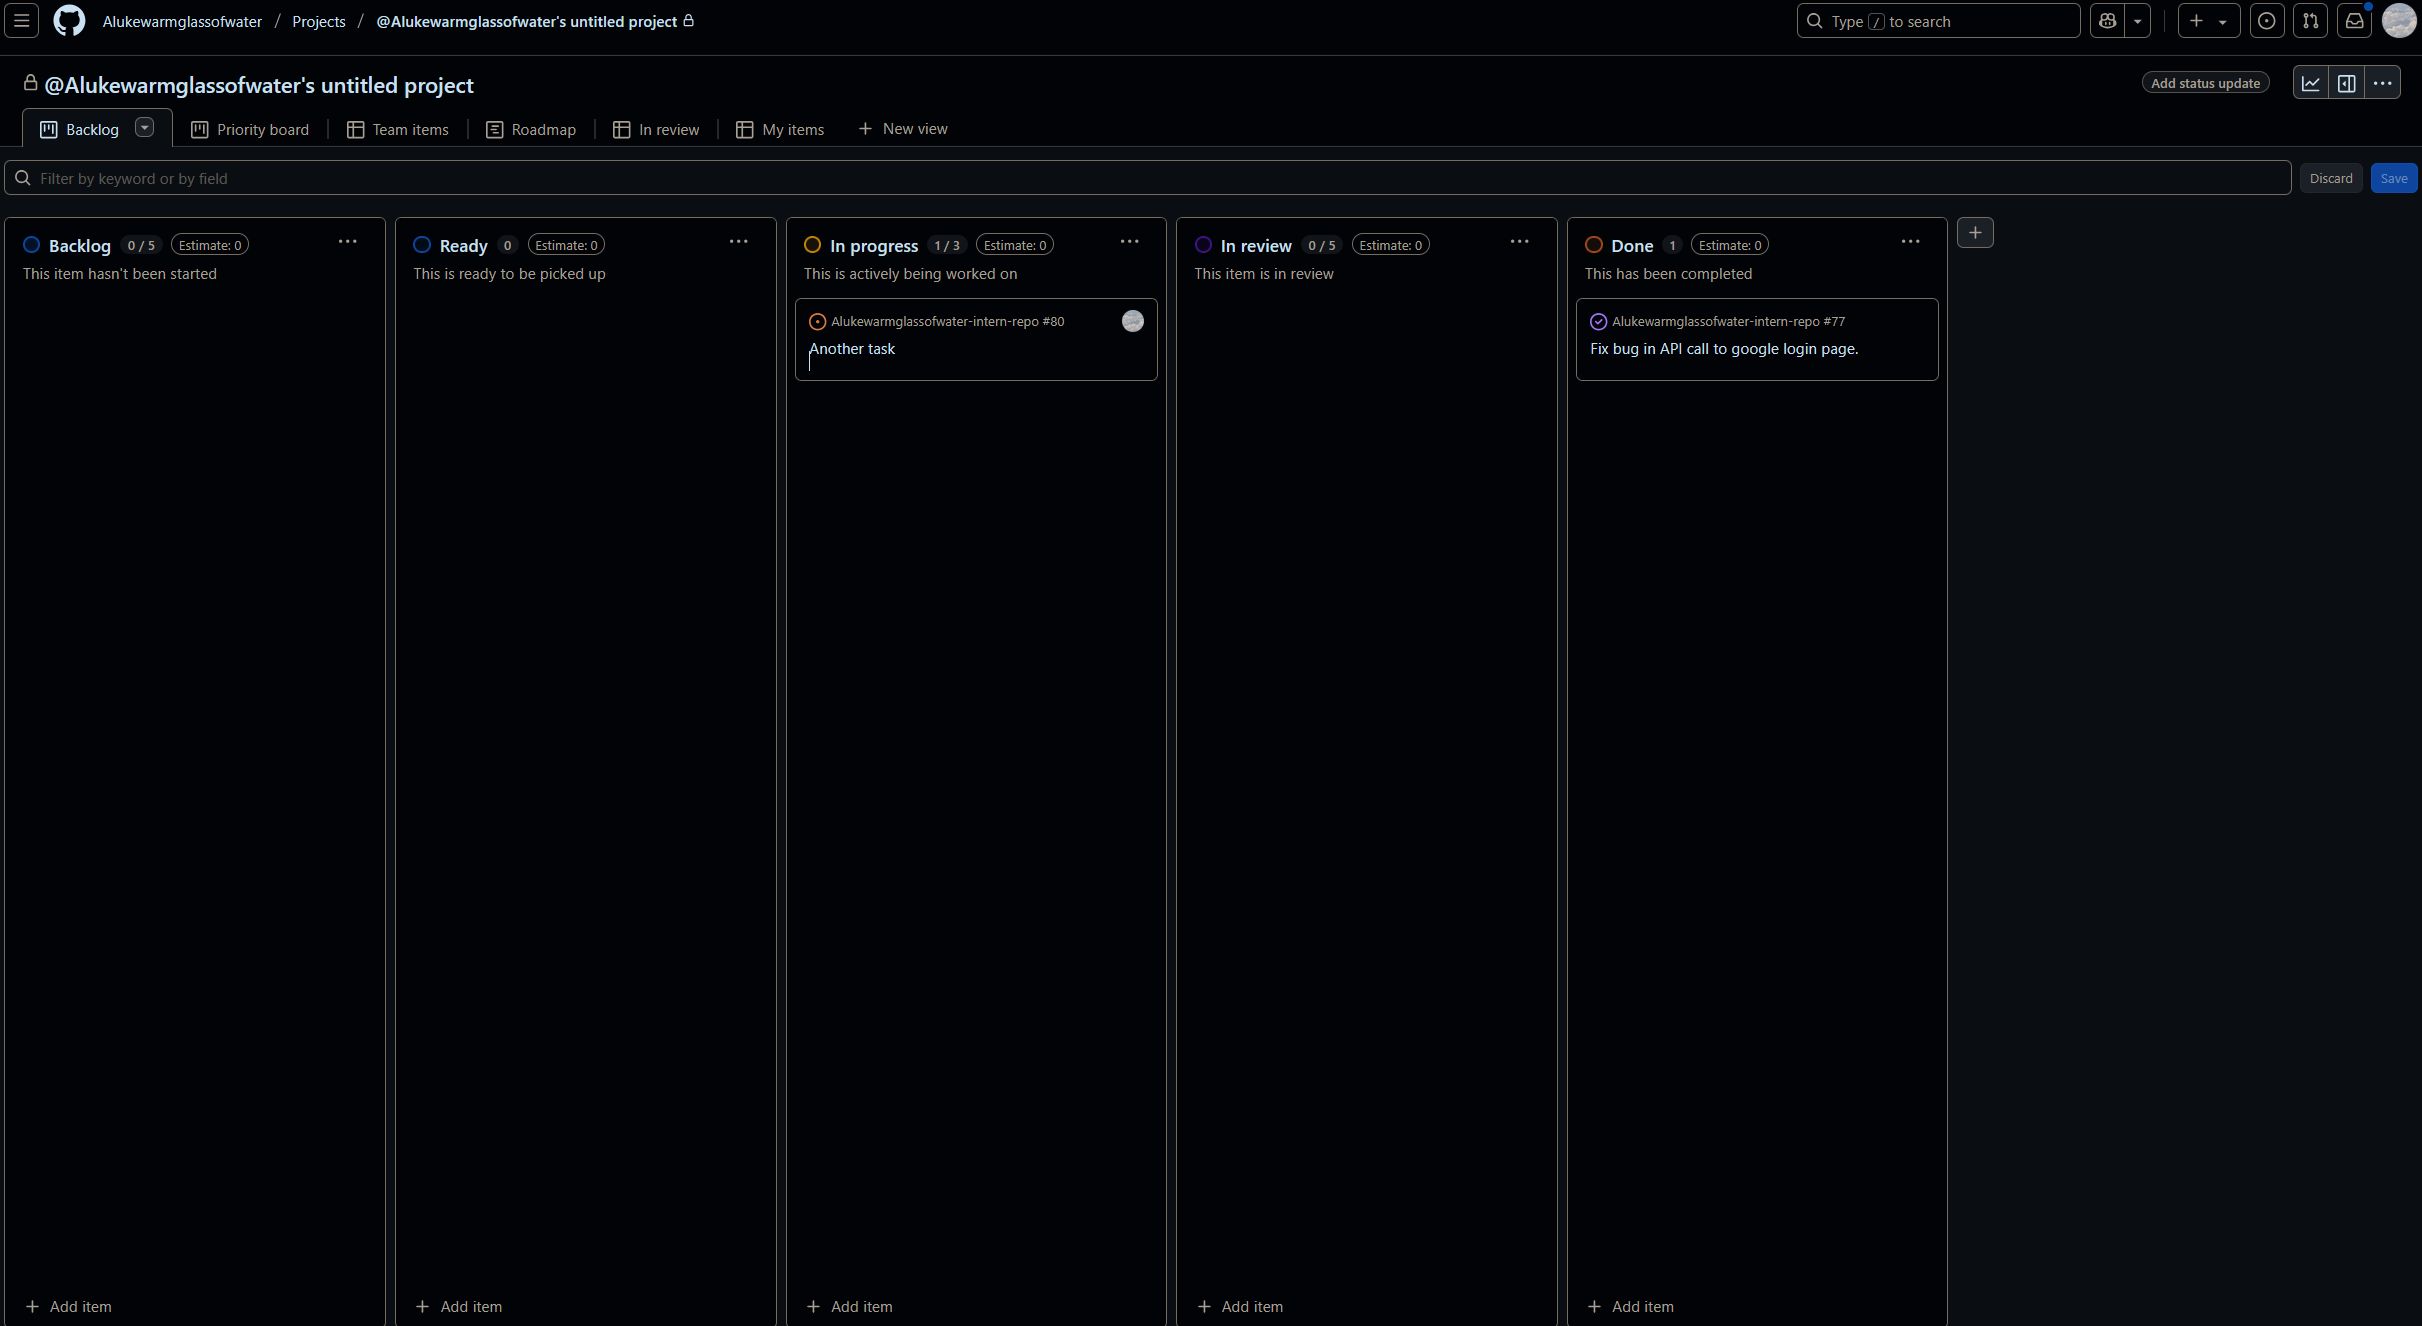 Alukewarmglassofwater / Projects / @Alukewarmglassofwater's untitled project
Type / to search
@Alukewarmglassofwater's untitled project
Add status update
Backlog
Priority board
Team items
Roadmap
In review
My items
New view
Filter by keyword or by field
Discard
Save
Backlog 0 / 5 Estimate: 0
This item hasn't been started
Add item
Ready 0 Estimate: 0
This is ready to be picked up
Add item
In progress 1 / 3 Estimate: 0
This is actively being worked on
Alukewarmglassofwater-intern-repo #80
Another task
Add item
In review 0 / 5 Estimate: 0
This item is in review
Add item
Done 1 Estimate: 0
This has been completed
Alukewarmglassofwater-intern-repo #77
Fix bug in API call to google login page.
Add item